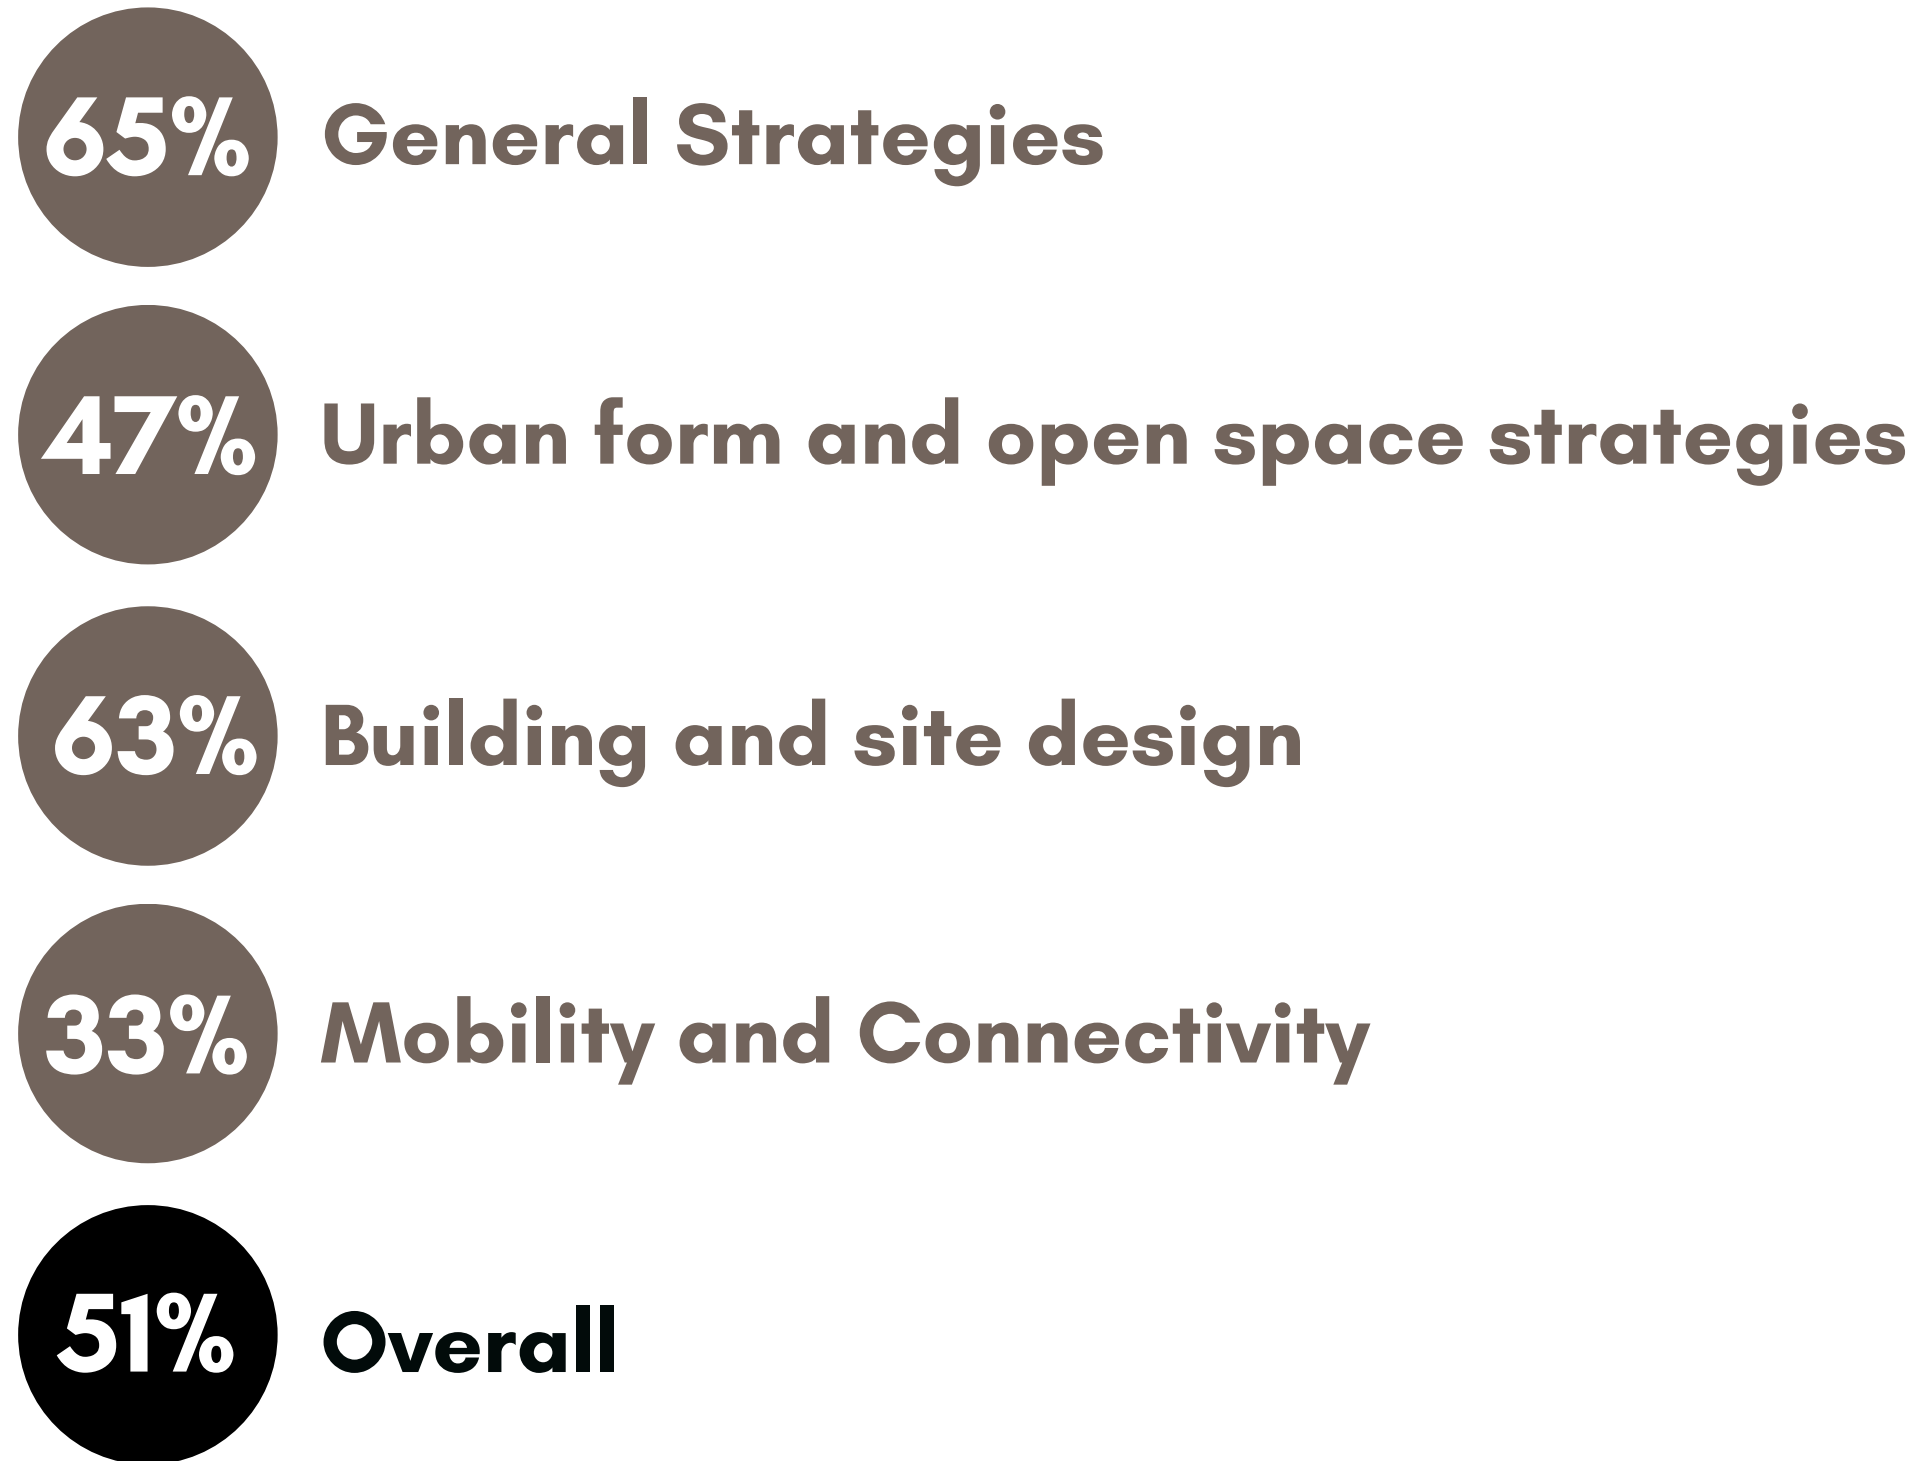 65% General Strategies
47% Urban form and open space strategies
63% Building and site design
33% Mobility and Connectivity
51% Overall